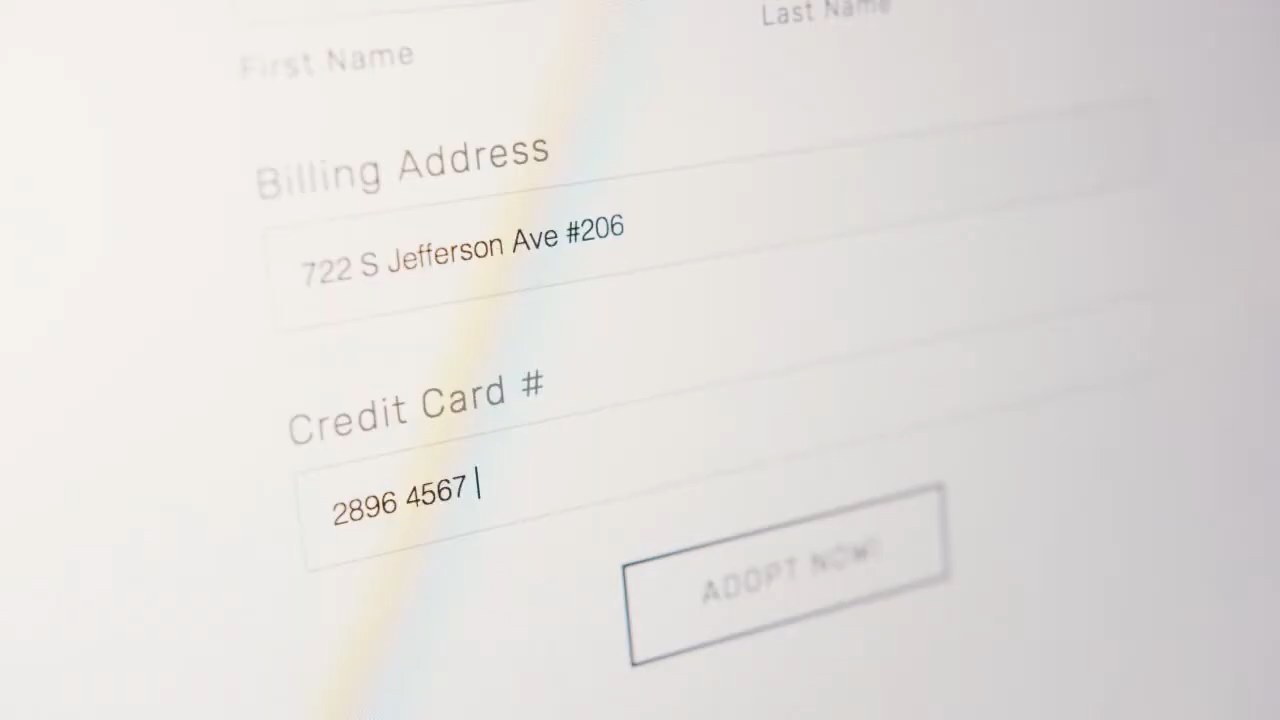 First Name
Last Name
Billing Address
722 S Jefferson Ave #206
Credit Card #
2896 4567
ADOPT NOW!